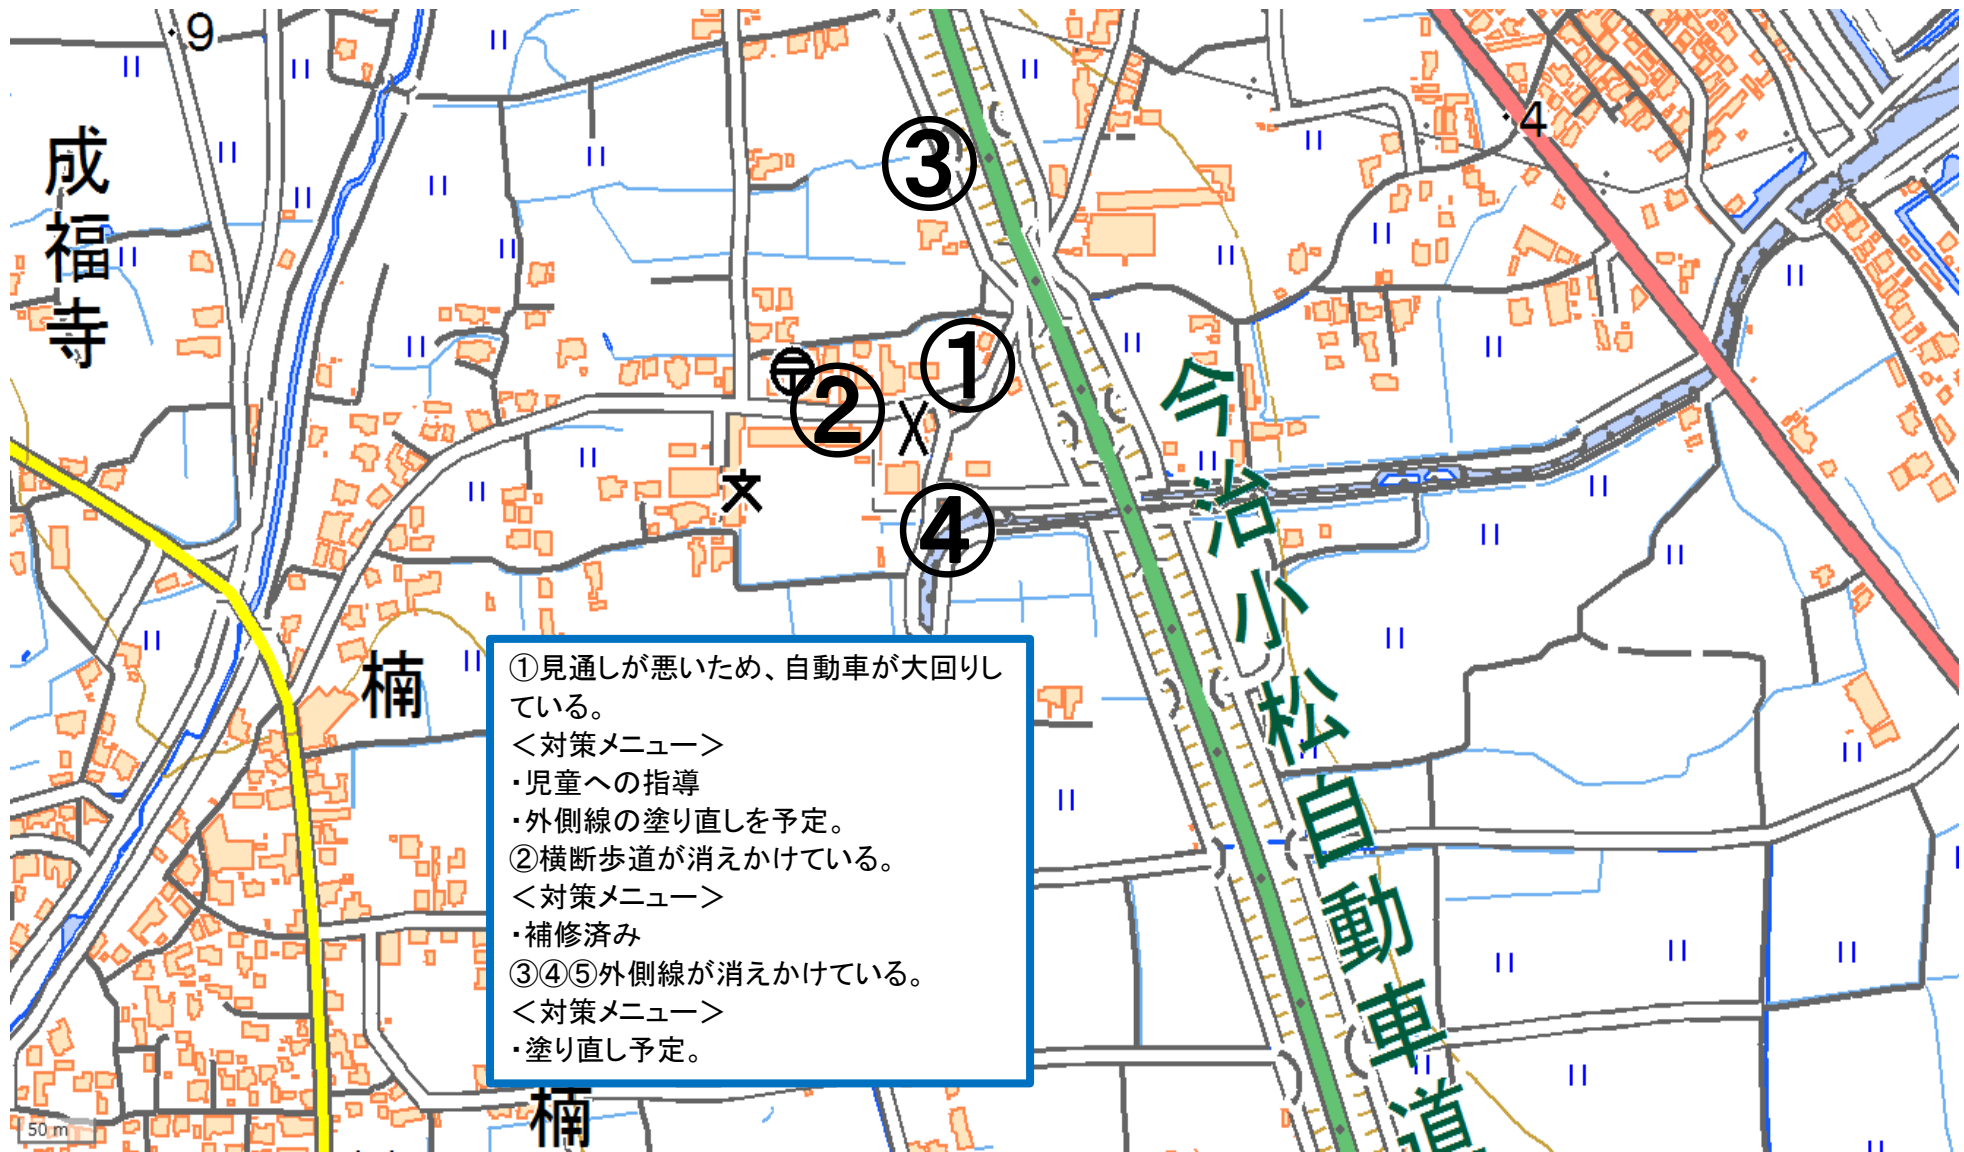 9
4
成福寺
③
①
②
④
今治小松自動車道
楠
①見通しが悪いため、自動車が大回りし
ている。
＜対策メニュー＞
・児童への指導
・外側線の塗り直しを予定。
②横断歩道が消えかけている。
＜対策メニュー＞
・補修済み
③④⑤外側線が消えかけている。
＜対策メニュー＞
・塗り直し予定。
楠
50 m